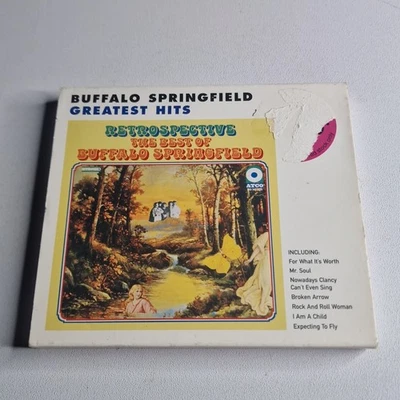 BUFFALO SPRINGFIELD
GREATEST HITS
RETROSPECTIVE
THE BEST OF
BUFFALO SPRINGFIELD
ATCO
INCLUDING:
For What It's Worth
Mr. Soul
Nowadays Clancy
Can't Even Sing
Broken Arrow
Rock And Roll Woman
I Am A Child
Expecting To Fly